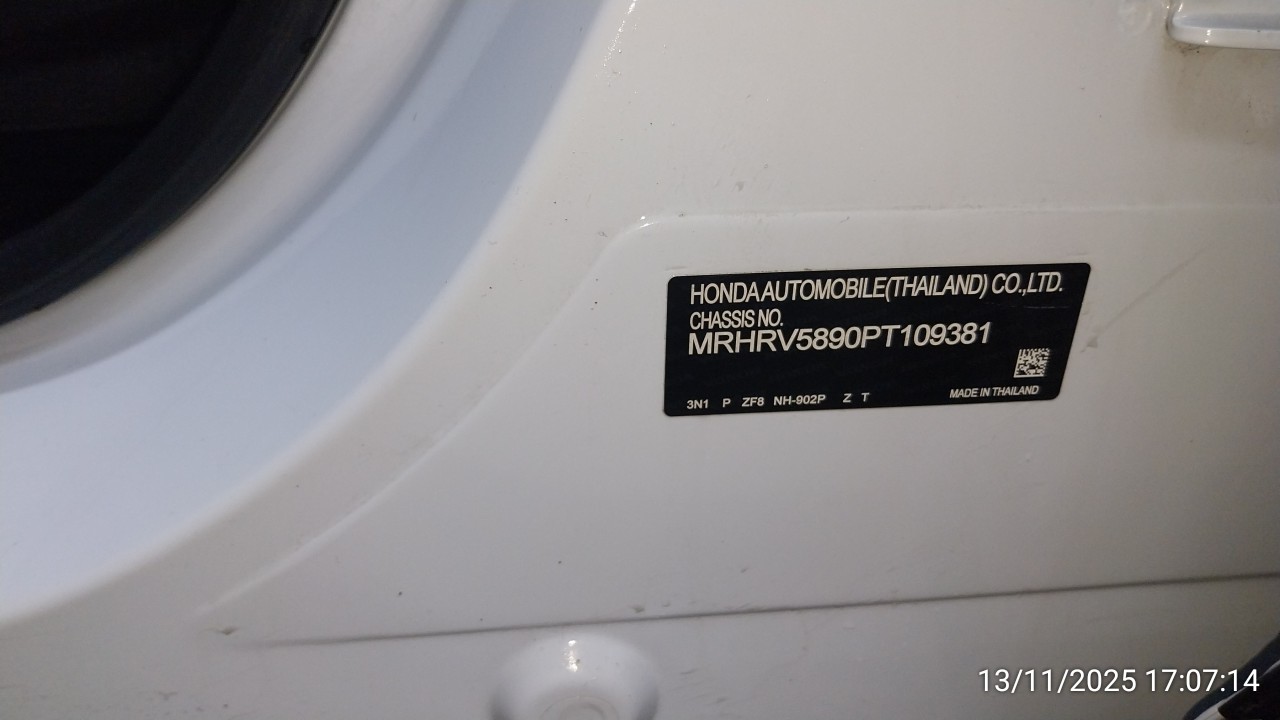 HONDA AUTOMOBILE(THAILAND) CO.,LTD.
CHASSIS NO.
MRHRV5890PT109381
3N1 P ZF8 NH-902P Z T
MADE IN THAILAND
13/11/2025 17:07:14